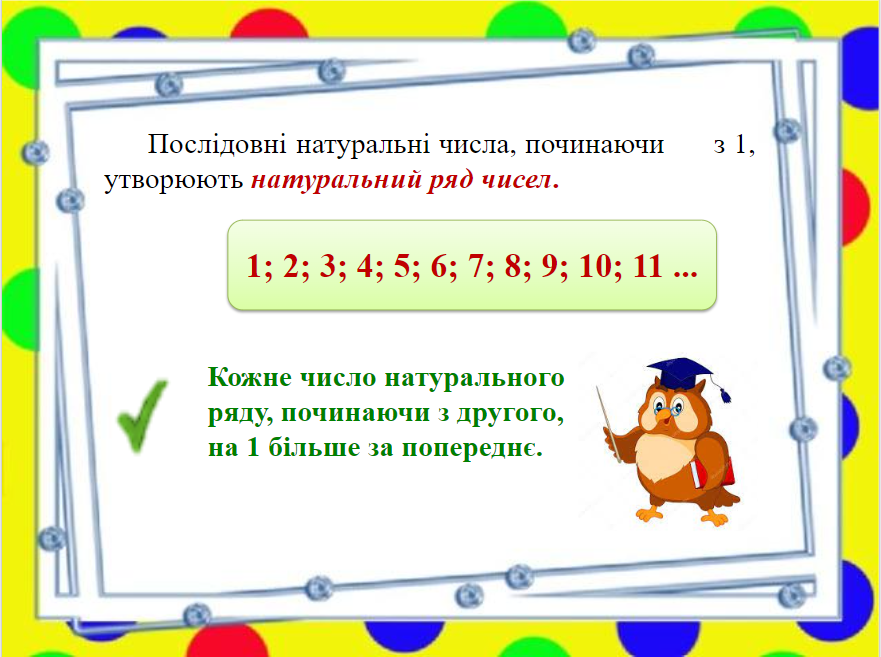 Послідовні натуральні числа, починаючи з 1,
утворюють натуральний ряд чисел.
1; 2; 3; 4; 5; 6; 7; 8; 9; 10; 11 ...
Кожне число натурального
ряду, починаючи з другого,
на 1 більше за попереднє.